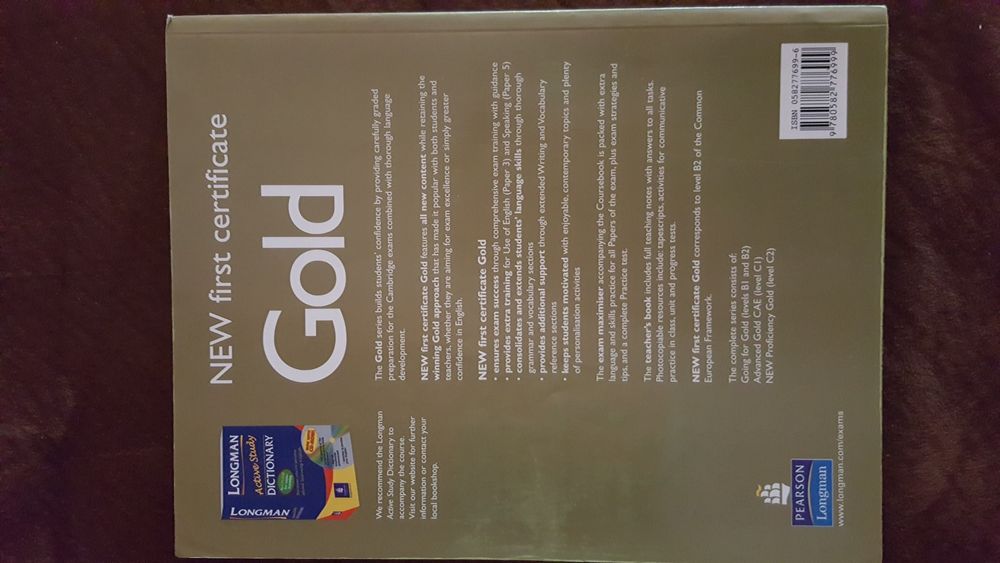 NEW first certificate
Gold
The Gold series builds students' confidence by providing carefully graded
preparation for the Cambridge exams combined with thorough language
development.
NEW first certificate Gold features all new content while retaining the
winning Gold approach that has made it popular with both students and
teachers, whether they are aiming for exam excellence or simply greater
confidence in English.
NEW first certificate Gold
• ensures exam success through comprehensive exam training with guidance
• provides extra training for Use of English (Paper 3) and Speaking (Paper 5)
• consolidates and extends students' language skills through thorough
grammar and vocabulary sections
• provides additional support through extended Writing and Vocabulary
reference sections
• keeps students motivated with enjoyable, contemporary topics and plenty
of personalisation activities
The exam maximiser accompanying the Coursebook is packed with extra
language and skills practice for all Papers of the exam, plus exam strategies and
tips, and a complete Practice test
The teacher's book includes full teaching notes with answers to all tasks.
Photocopiable resources include: tapescripts, activities for communicative
practice in class, unit and progress tests.
NEW first certificate Gold corresponds to level B2 of the Common
European Framework.
The complete series consists of:
Going for Gold (levels B1 and B2)
Advanced Gold CAE (level C1)
NEW Proficiency Gold (level C2)
LONGMAN
Active Study
DICTIONARY
LONGMAN
We recommend the Longman
Active Study Dictionary to
accompany the course.
Visit our website for further
information or contact your
local bookshop.
PEARSON
Longman
www.longman.com/exams
ISBN 058277699-6
9 780582 776999